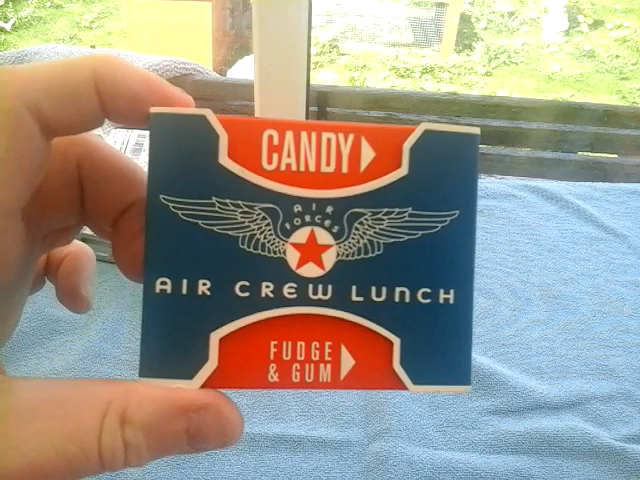 CANDY
AIR
FORCES
AIR CREW LUNCH
FUDGE
& GUM